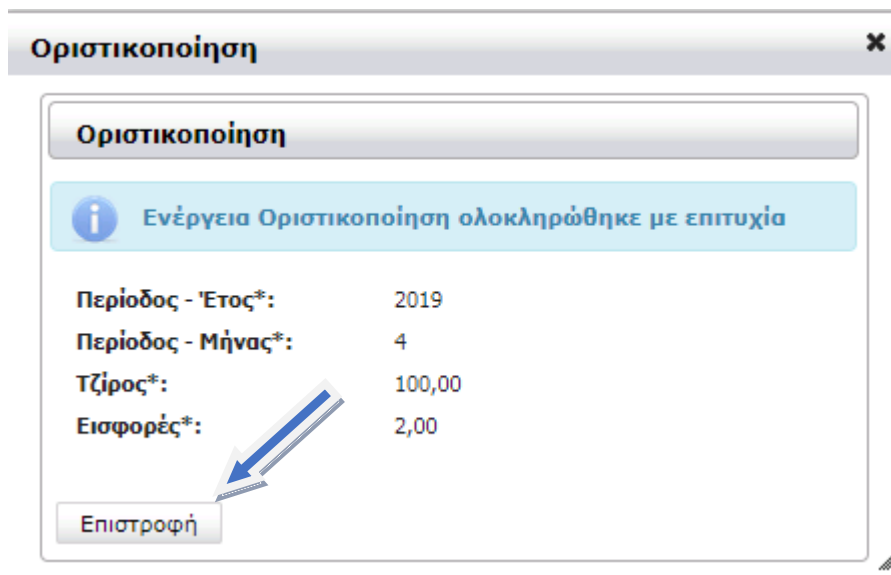 Οριστικοποίηση
Οριστικοποίηση
Ενέργεια Οριστικοποίηση ολοκληρώθηκε με επιτυχία
Περίοδος - Έτος*: 2019
Περίοδος - Μήνας*: 4
Τζίρος*: 100,00
Εισφορές*: 2,00
Επιστροφή